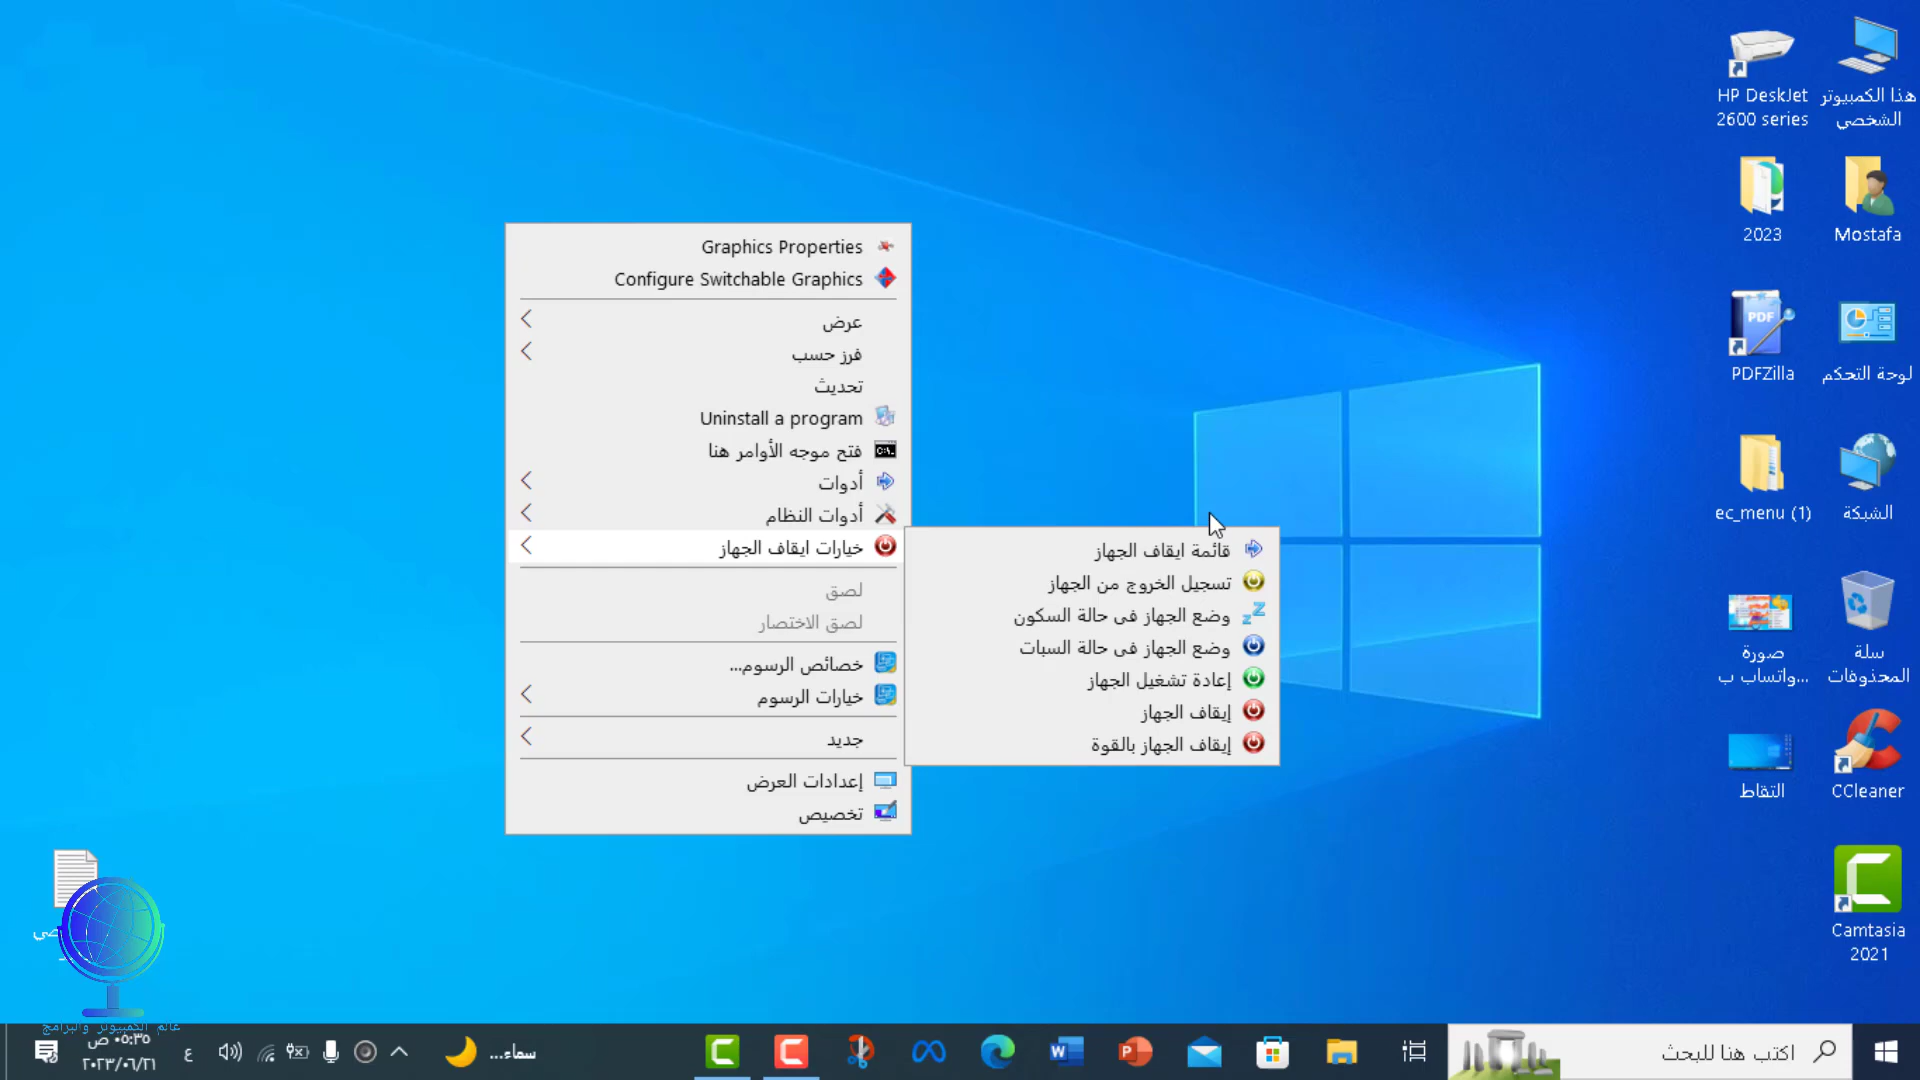 هذا الكمبيوتر
الشخصي
HP DeskJet
2600 series
Mostafa
2023
لوحة التحكم
PDF
PDFZilla
الشبكة
ec_menu (1)
سلة
المحذوفات
صورة
واتساب ب...
CCleaner
التقاط
Camtasia
2021
Graphics Properties
Configure Switchable Graphics
عرض
فرز حسب
تحديث
Uninstall a program
فتح موجه الأوامر هنا
أدوات
أدوات النظام
خيارات ايقاف الجهاز
لصق
لصق الاختصار
خصائص الرسوم...
خيارات الرسوم
جديد
إعدادات العرض
تخصيص
قائمة ايقاف الجهاز
تسجيل الخروج من الجهاز
وضع الجهاز فى حالة السكون
وضع الجهاز فى حالة السبات
إعادة تشغيل الجهاز
إيقاف الجهاز
إيقاف الجهاز بالقوة
عالم الكمبيوتر والبرامج
اكتب هنا للبحث
سماء...
ع
٠٥:٣٥ ص
٢٠٢٣/٠٦/٢١